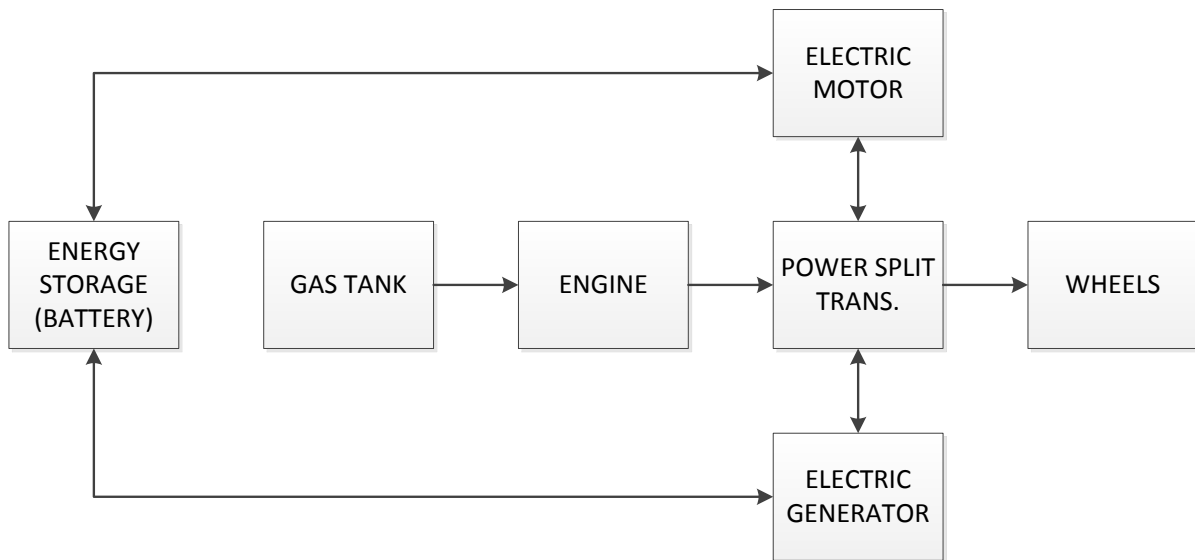 ELECTRIC
MOTOR
ENERGY
STORAGE
(BATTERY)
GAS TANK
ENGINE
POWER SPLIT
TRANS.
WHEELS
ELECTRIC
GENERATOR